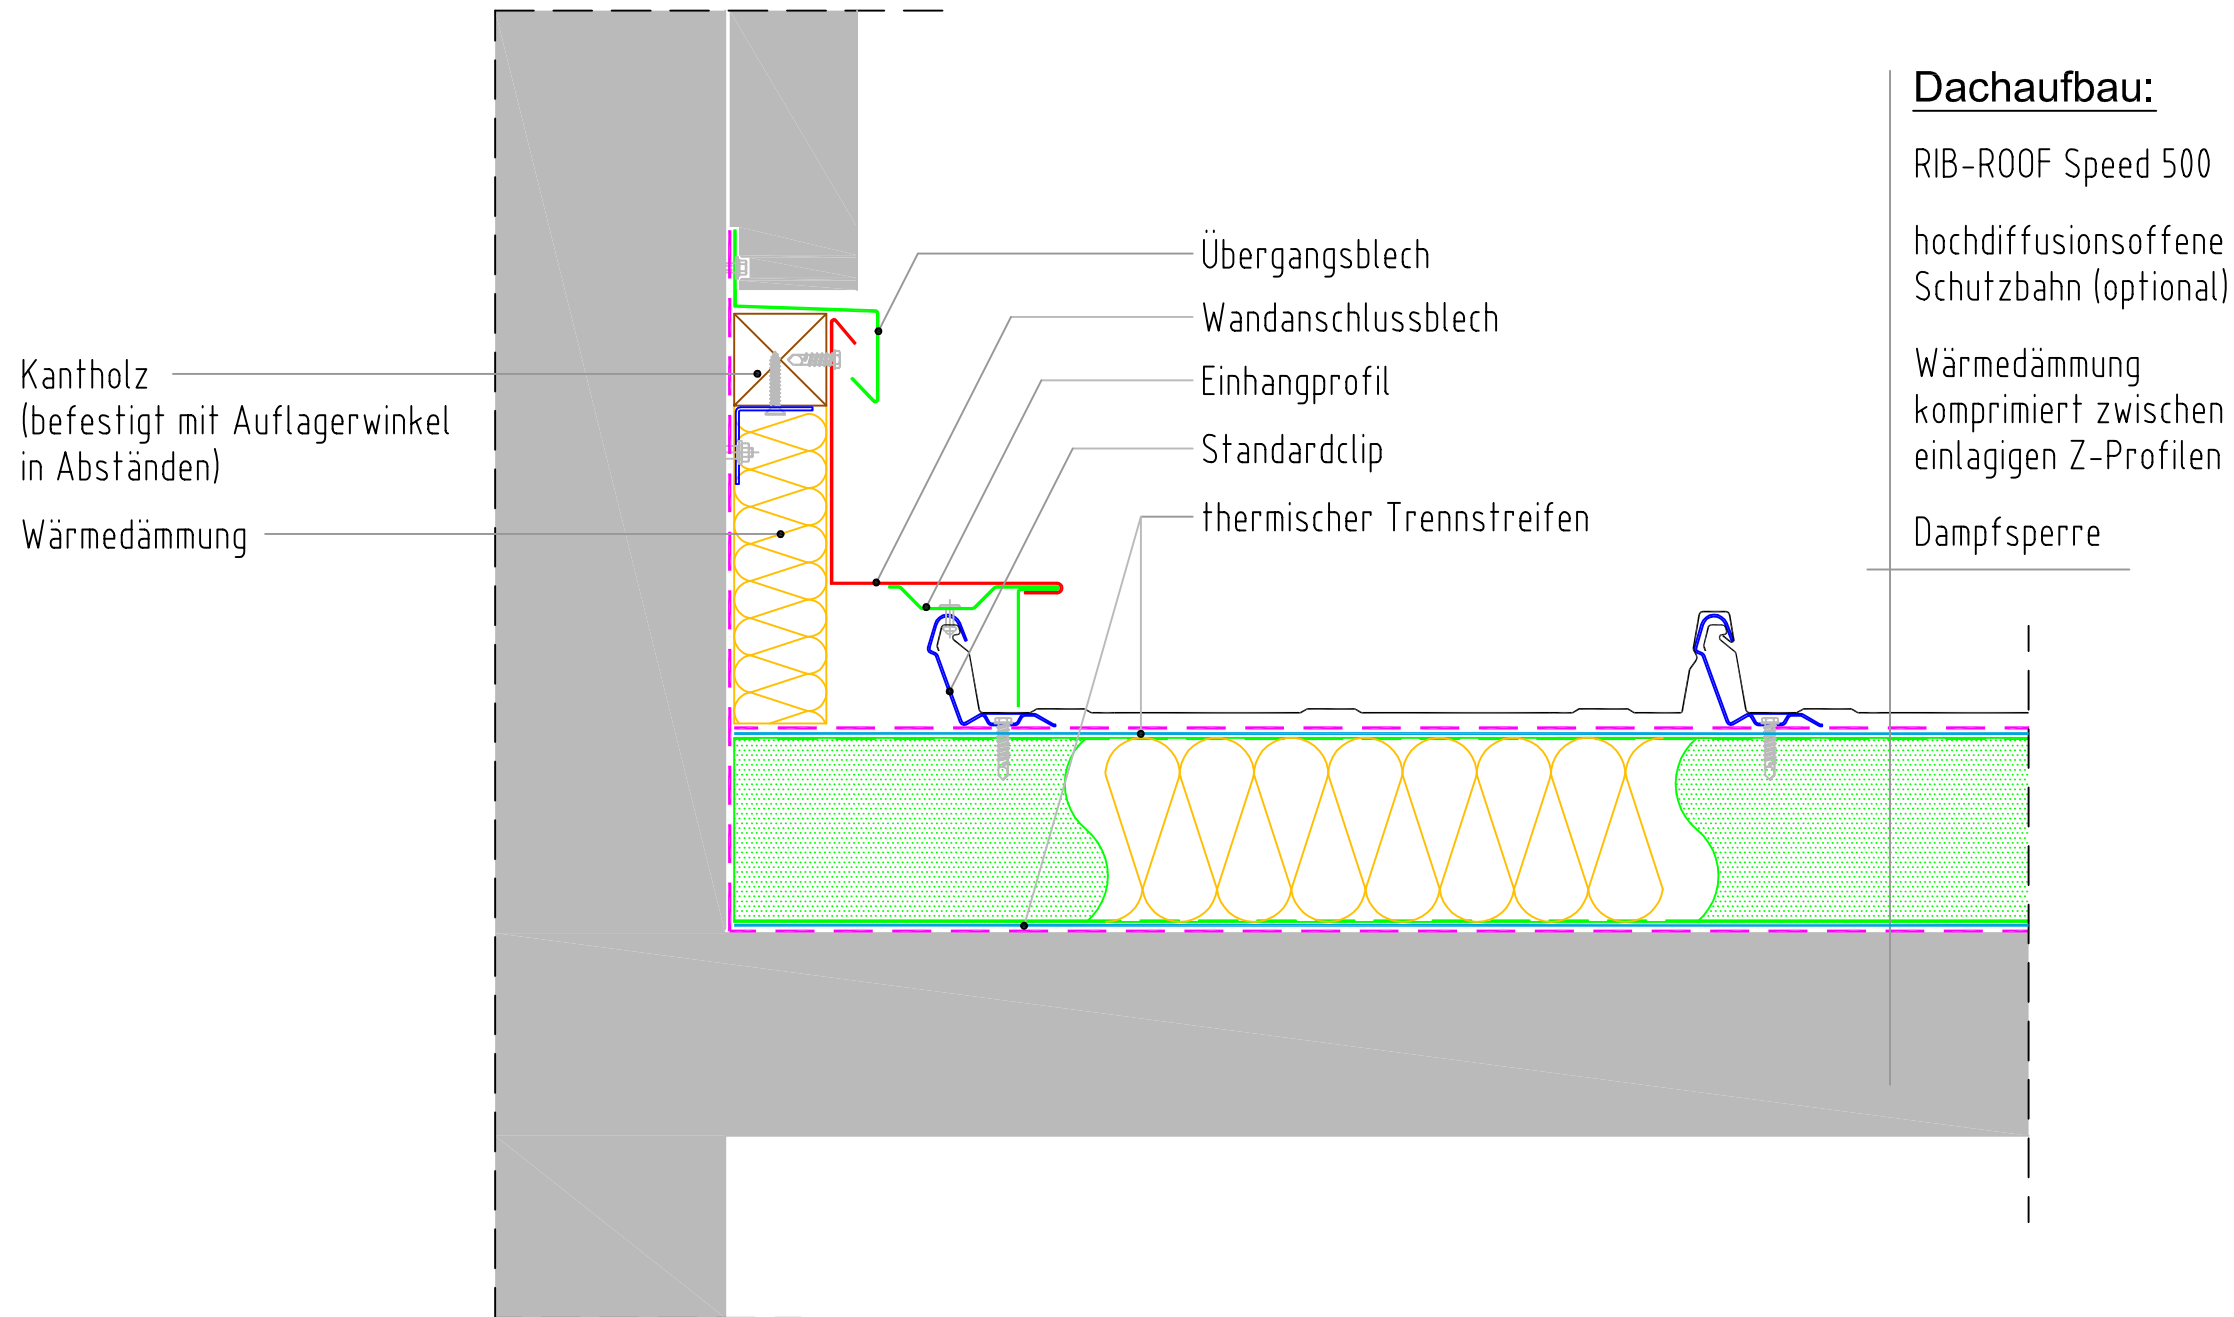 Dachaufbau:
RIB-ROOF Speed 500
hochdiffusionsoffene
Schutzbahn (optional)
Wärmedämmung
komprimiert zwischen
einlagigen Z-Profilen
Dampfsperre
Übergangsblech
Wandanschlussblech
Einhangprofil
Standardclip
thermischer Trennstreifen
Kantholz
(befestigt mit Auflagerwinkel
in Abständen)
Wärmedämmung